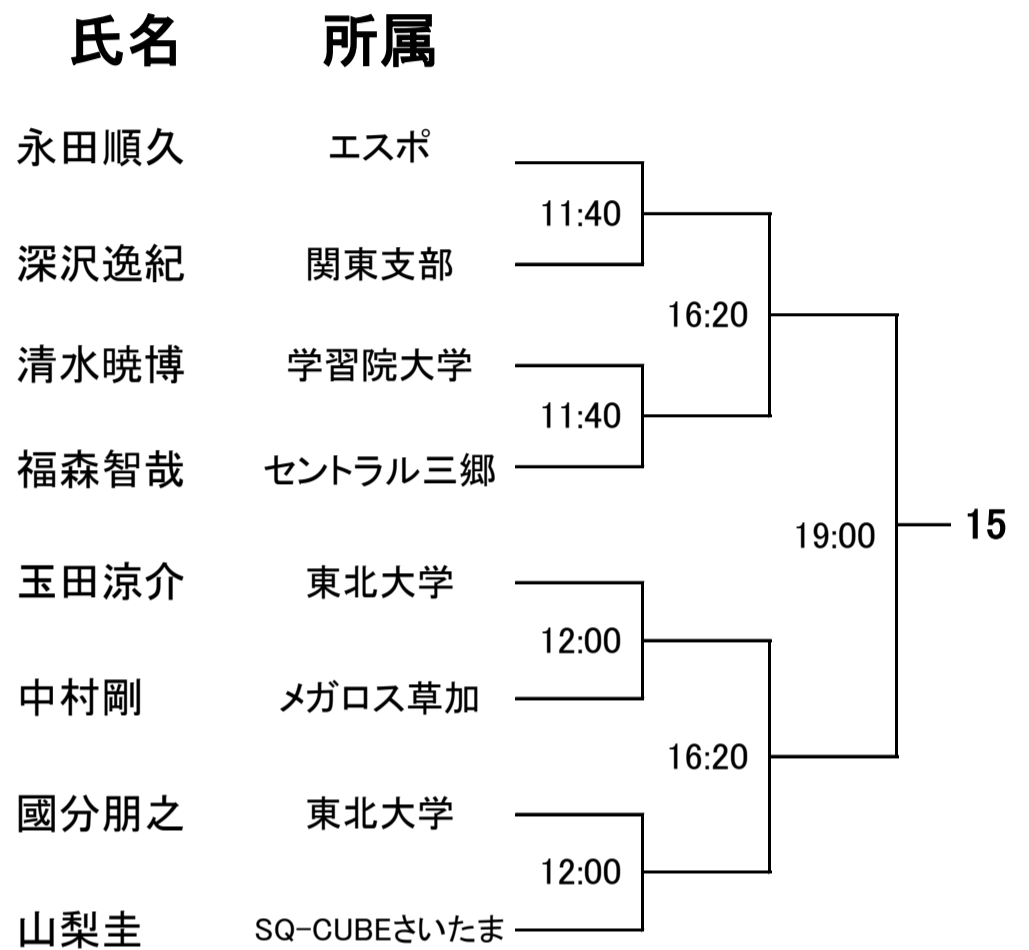 氏名 所属
永田順久 エスポ
11:40
深沢逸紀 関東支部
16:20
清水暁博 学習院大学
11:40
福森智哉 セントラル三郷
19:00 15
玉田涼介 東北大学
12:00
中村剛 メガロス草加
16:20
國分朋之 東北大学
12:00
山梨圭 SQ-CUBEさいたま